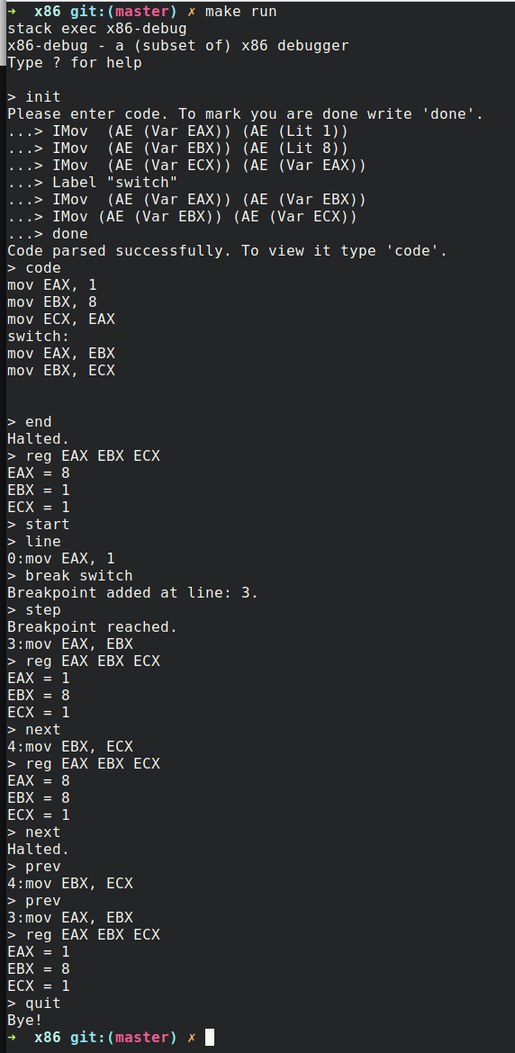 ➜  x86 git:(master) ✗ make run
stack exec x86-debug
x86-debug - a (subset of) x86 debugger
Type ? for help

> init
Please enter code. To mark you are done write 'done'.
...> IMov  (AE (Var EAX)) (AE (Lit 1))
...> IMov  (AE (Var EBX)) (AE (Lit 8))
...> IMov  (AE (Var ECX)) (AE (Var EAX))
...> Label "switch"
...> IMov  (AE (Var EAX)) (AE (Var EBX))
...> IMov (AE (Var EBX)) (AE (Var ECX))
...> done
Code parsed successfully. To view it type 'code'.
> code
mov EAX, 1
mov EBX, 8
mov ECX, EAX
switch:
mov EAX, EBX
mov EBX, ECX

> end
Halted.
> reg EAX EBX ECX
EAX = 8
EBX = 1
ECX = 1
> start
> line
0:mov EAX, 1
> break switch
Breakpoint added at line: 3.
> step
Breakpoint reached.
3:mov EAX, EBX
> reg EAX EBX ECX
EAX = 1
EBX = 8
ECX = 1
> next
4:mov EBX, ECX
> reg EAX EBX ECX
EAX = 8
EBX = 8
ECX = 1
> next
Halted.
> prev
4:mov EBX, ECX
> prev
3:mov EAX, EBX
> reg EAX EBX ECX
EAX = 1
EBX = 8
ECX = 1
> quit
Bye!
➜  x86 git:(master) ✗